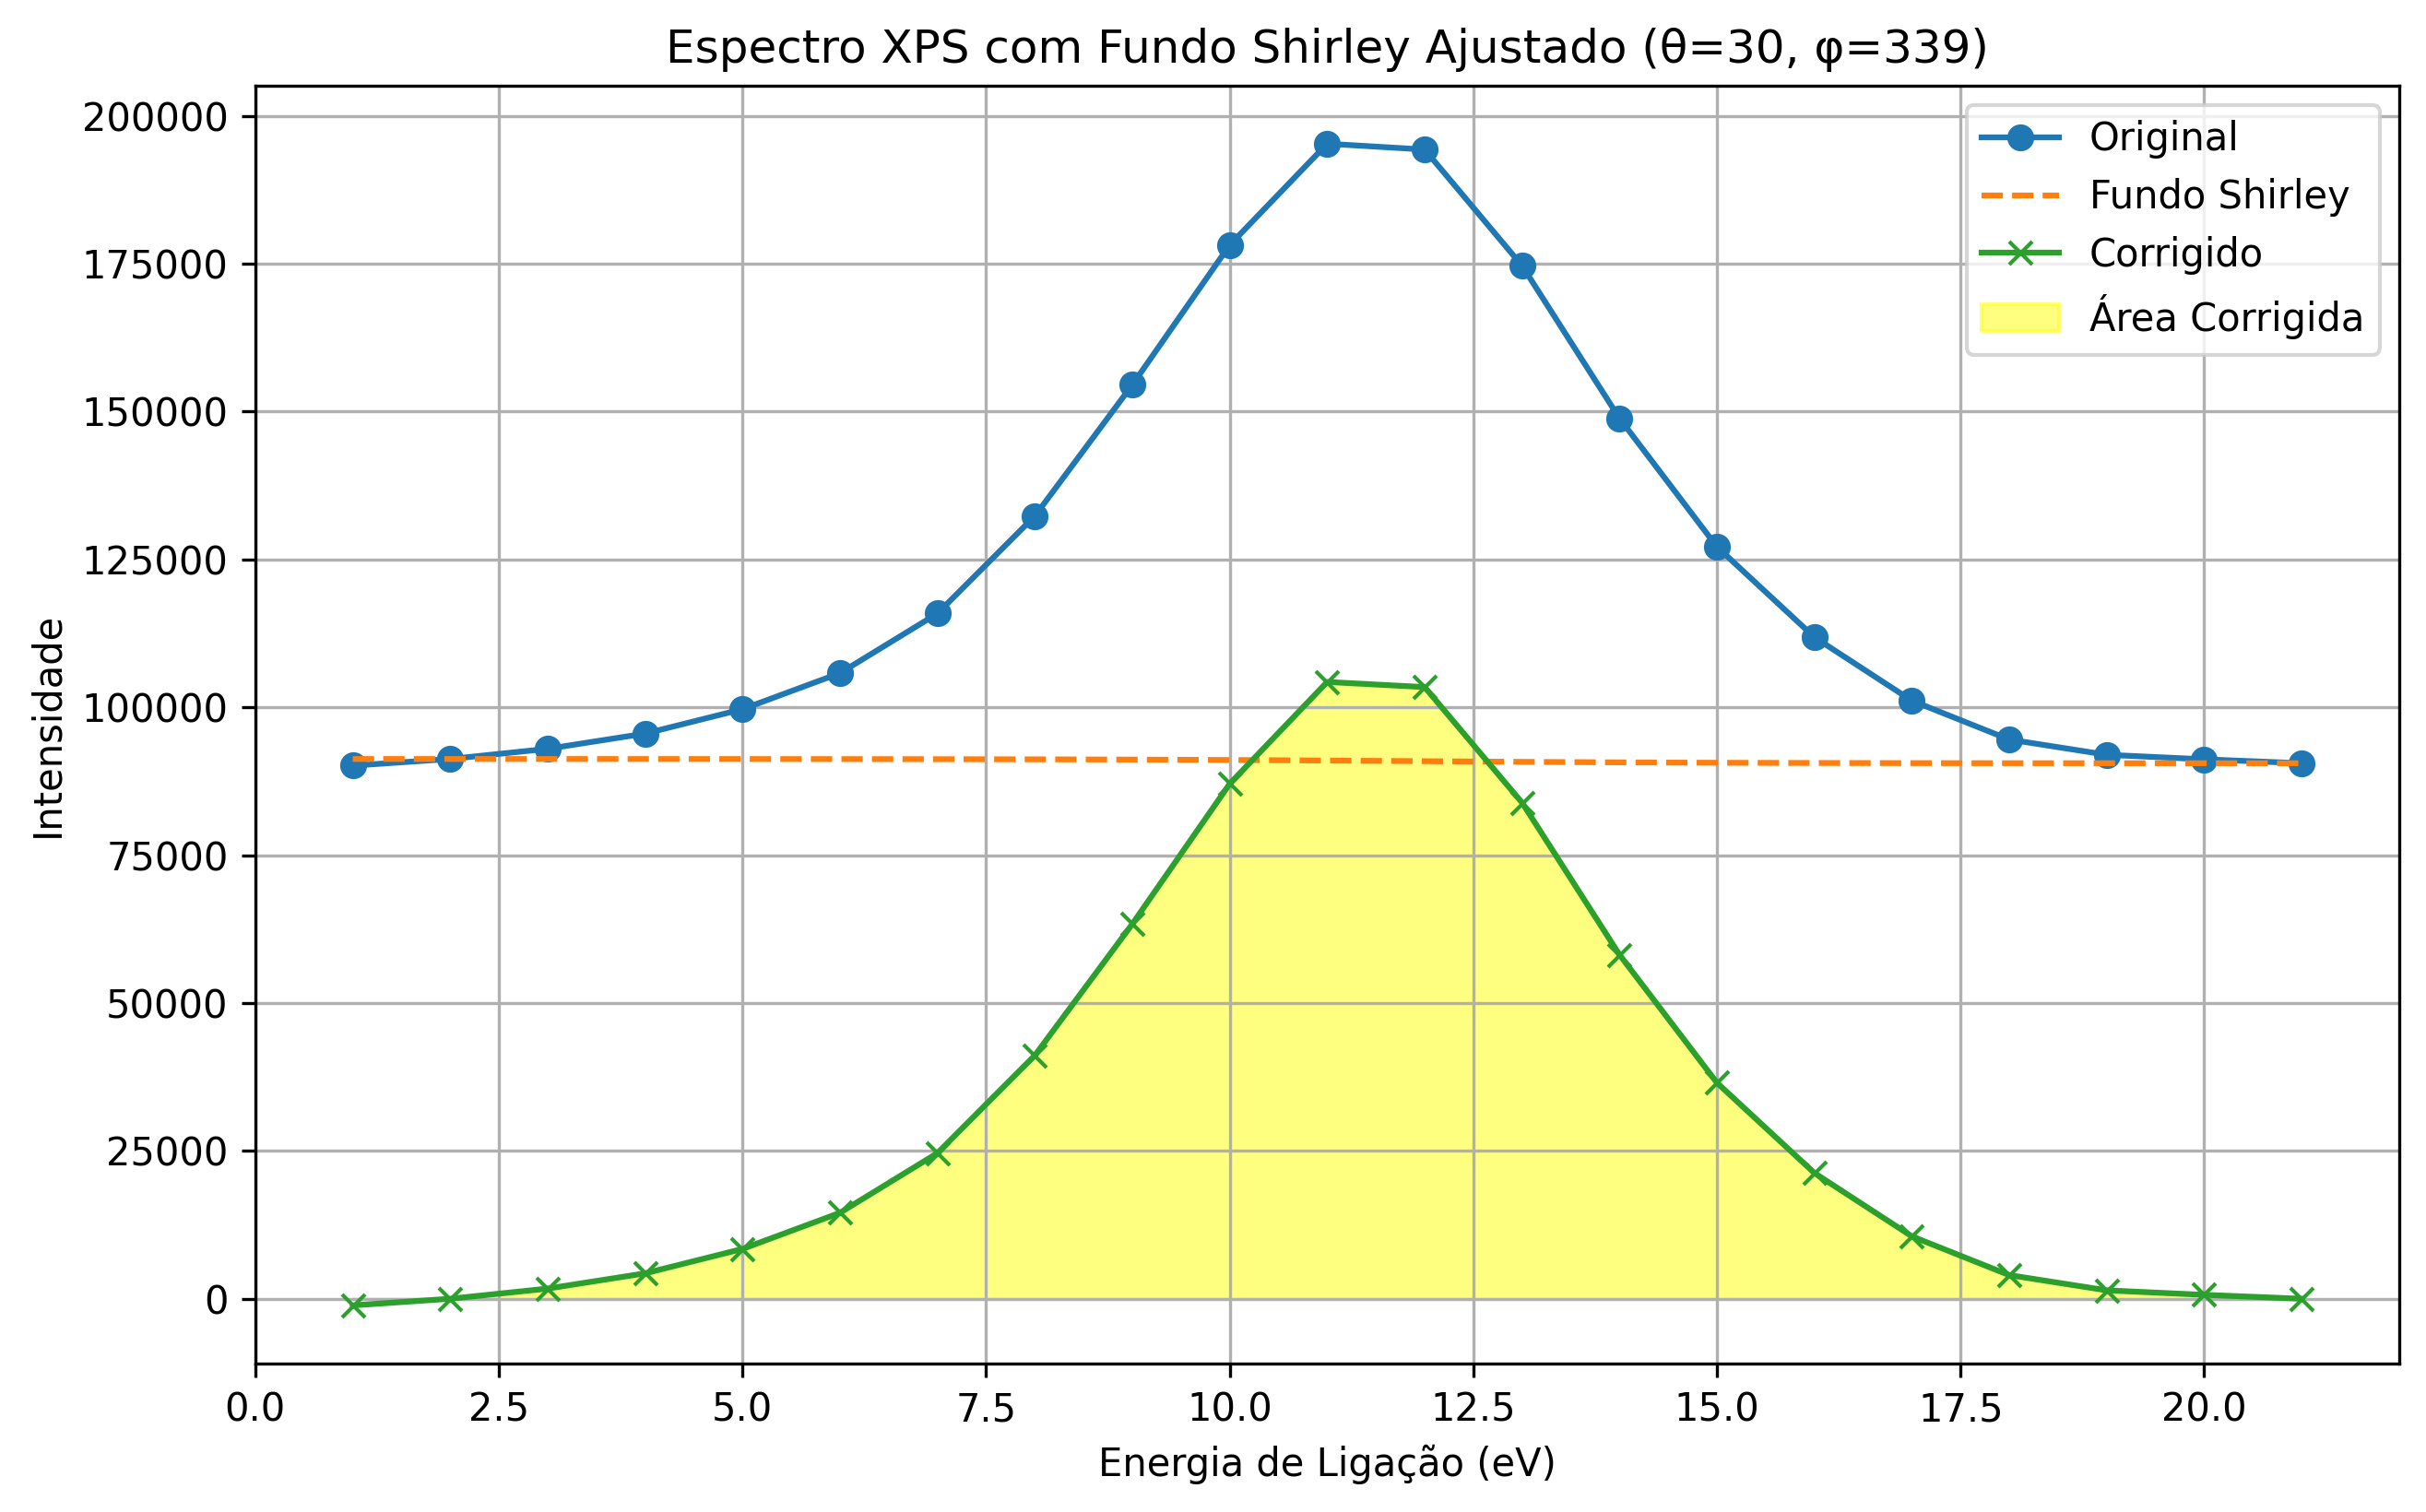 Espectro XPS com Fundo Shirley Ajustado (θ=30, φ=339)
Original
Fundo Shirley
Corrigido
Área Corrigida
Intensidade
200000
175000
150000
125000
100000
75000
50000
25000
0
0.0 2.5 5.0 7.5 10.0 12.5 15.0 17.5 20.0
Energia de Ligação (eV)